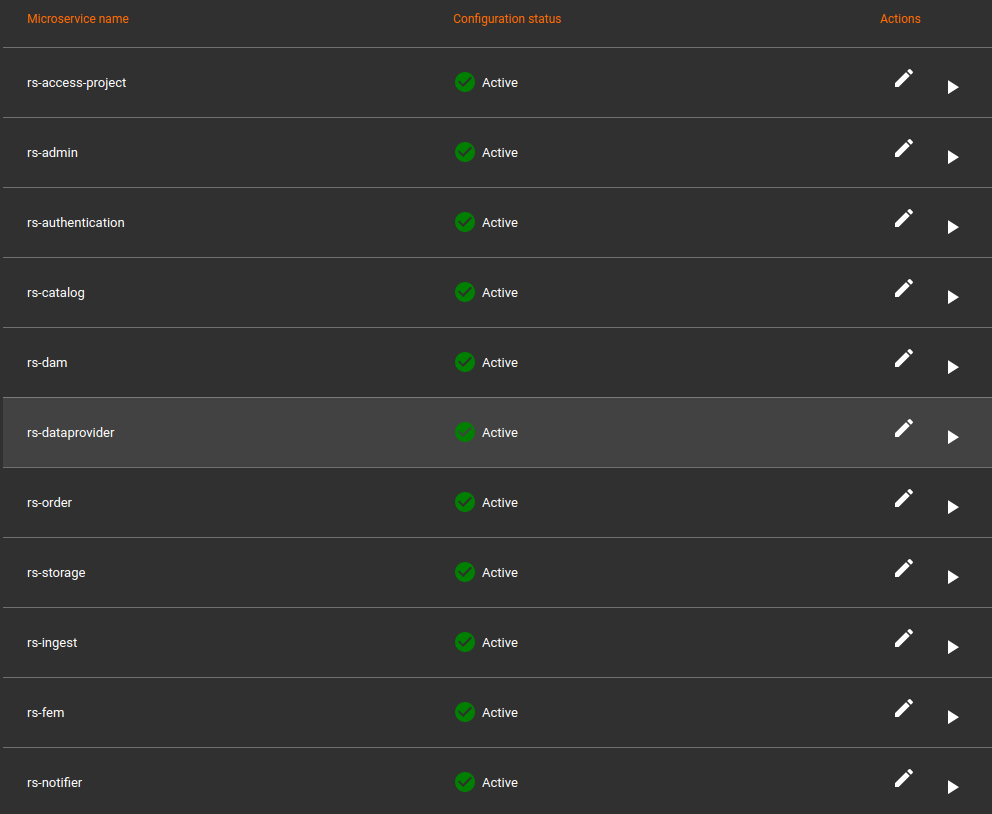 Microservice name Configuration status Actions
rs-access-project Active
rs-admin Active
rs-authentication Active
rs-catalog Active
rs-dam Active
rs-dataprovider Active
rs-order Active
rs-storage Active
rs-ingest Active
rs-fem Active
rs-notifier Active